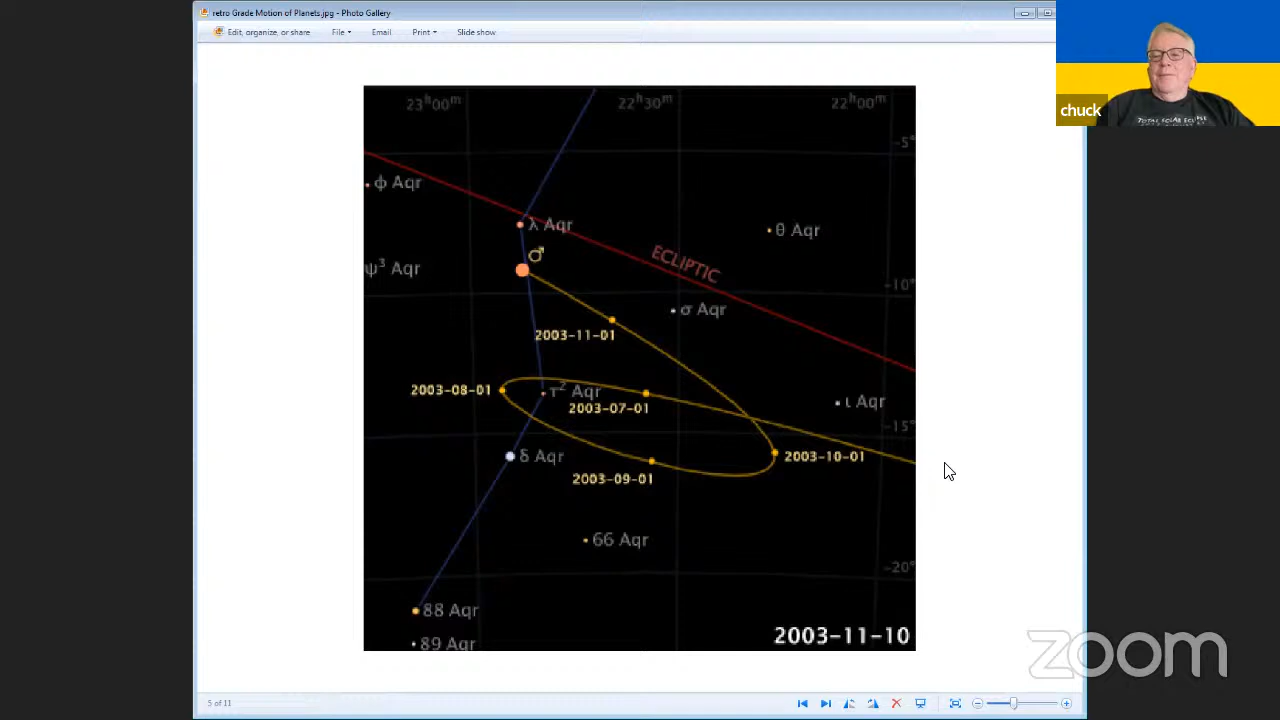 retro Grade Motion of Planets.jpg - Photo Gallery
Edit, organize, or share File Email Print Slide show
chuck
TOTAL SOLAR ECLIPSE
23h00m 22h30m 22h00m
-5°
φ Aqr
λ Aqr
θ Aqr
♂
ECLIPTIC
ψ³ Aqr
-10°
σ Aqr
2003-11-01
2003-08-01
τ² Aqr
2003-07-01
ι Aqr
-15°
δ Aqr
2003-10-01
2003-09-01
66 Aqr
-20°
88 Aqr
89 Aqr
2003-11-10
zoom
5 of 11